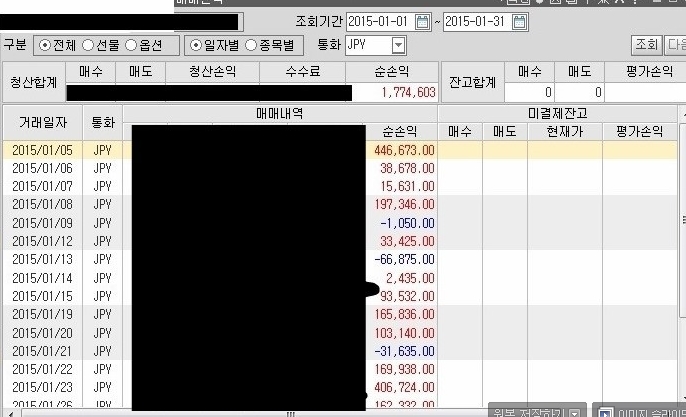 조회기간 2015-01-01 ~ 2015-01-31
구분 전체 선물 옵션 일자별 종목별 통화 JPY 조회
청산합계 매수 매도 청산손익 수수료 순손익 잔고합계 매수 매도 평가손익
1,774,603 0 0
거래일자 통화 매매내역 미결제잔고
순손익 매수 매도 현재가 평가손익
2015/01/05 JPY 446,673.00
2015/01/06 JPY 38,678.00
2015/01/07 JPY 15,631.00
2015/01/08 JPY 197,346.00
2015/01/09 JPY -1,050.00
2015/01/12 JPY 33,425.00
2015/01/13 JPY -66,875.00
2015/01/14 JPY 2,435.00
2015/01/15 JPY 93,532.00
2015/01/19 JPY 165,836.00
2015/01/20 JPY 103,140.00
2015/01/21 JPY -31,635.00
2015/01/22 JPY 169,938.00
2015/01/23 JPY 406,724.00
2015/01/26 JPY 162,332.00
원본 저장하기